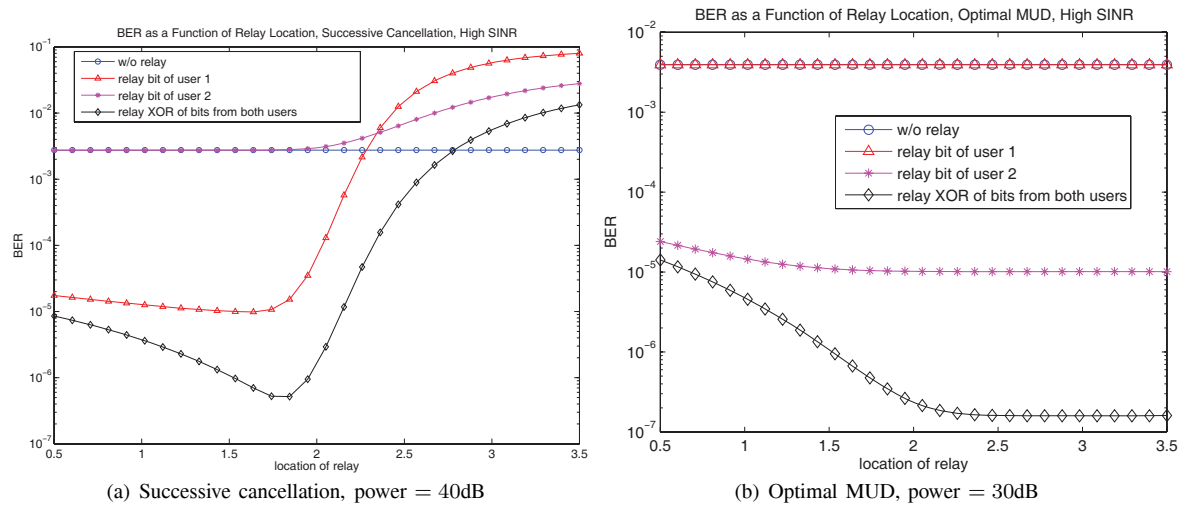 BER as a Function of Relay Location, Successive Cancellation, High SINR
w/o relay
relay bit of user 1
relay bit of user 2
relay XOR of bits from both users
BER
10^-1
10^-2
10^-3
10^-4
10^-5
10^-6
10^-7
0.5 1 1.5 2 2.5 3 3.5
location of relay
(a) Successive cancellation, power = 40dB
BER as a Function of Relay Location, Optimal MUD, High SINR
w/o relay
relay bit of user 1
relay bit of user 2
relay XOR of bits from both users
BER
10^-2
10^-3
10^-4
10^-5
10^-6
10^-7
0.5 1 1.5 2 2.5 3 3.5
location of relay
(b) Optimal MUD, power = 30dB